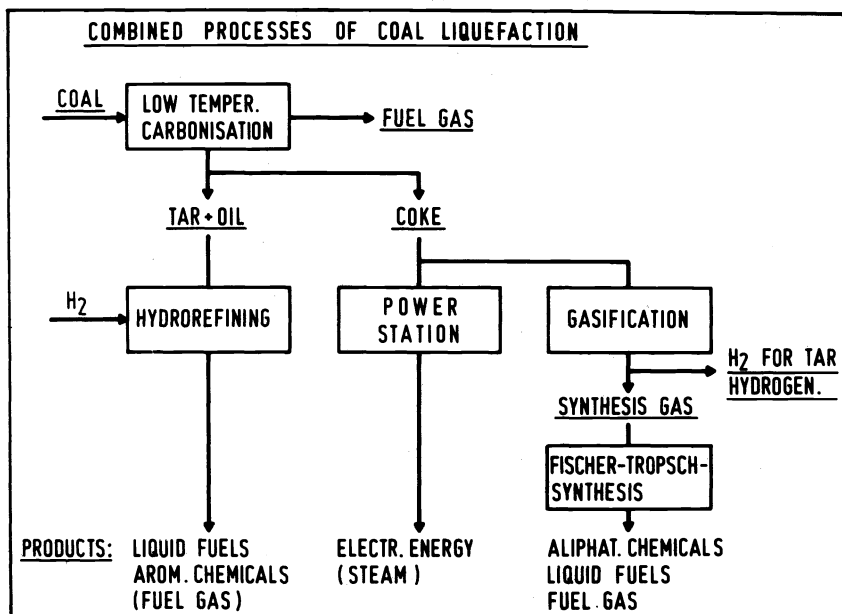 COMBINED PROCESSES OF COAL LIQUEFACTION
COAL
LOW TEMPER.
CARBONISATION
FUEL GAS
TAR+OIL
COKE
H2
HYDROREFINING
POWER
STATION
GASIFICATION
H2 FOR TAR
HYDROGEN.
SYNTHESIS GAS
FISCHER-TROPSCH-
SYNTHESIS
PRODUCTS:
LIQUID FUELS
AROM. CHEMICALS
(FUEL GAS)
ELECTR. ENERGY
(STEAM)
ALIPHAT. CHEMICALS
LIQUID FUELS
FUEL GAS